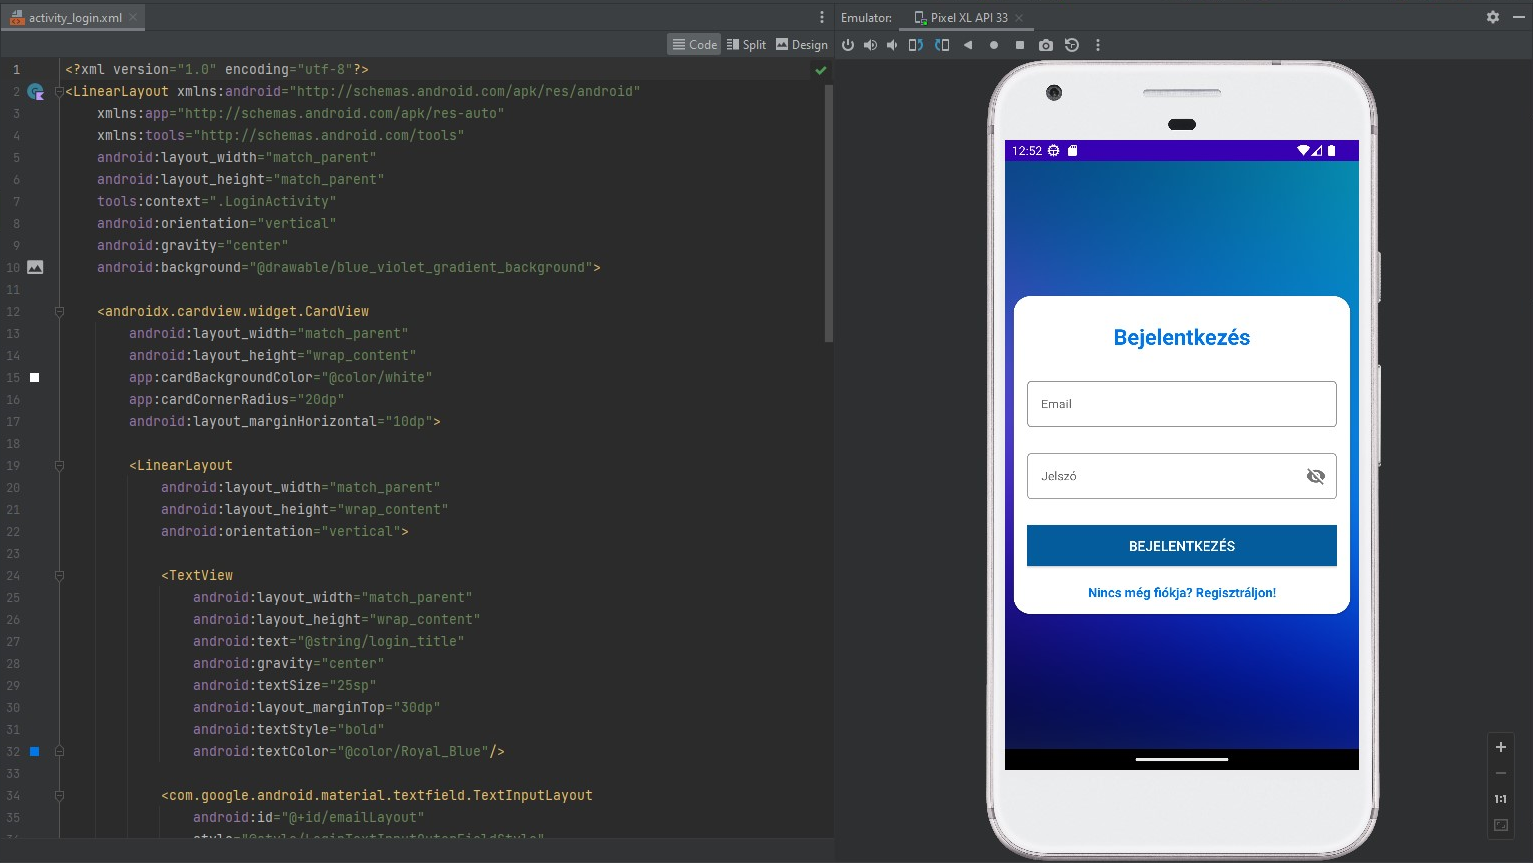 activity_login.xml
Emulator: Pixel XL API 33
Code Split Design
1 <?xml version="1.0" encoding="utf-8"?>
2 <LinearLayout xmlns:android="http://schemas.android.com/apk/res/android"
3 xmlns:app="http://schemas.android.com/apk/res-auto"
4 xmlns:tools="http://schemas.android.com/tools"
5 android:layout_width="match_parent"
6 android:layout_height="match_parent"
7 tools:context=".LoginActivity"
8 android:orientation="vertical"
9 android:gravity="center"
10 android:background="@drawable/blue_violet_gradient_background">
11
12 <androidx.cardview.widget.CardView
13 android:layout_width="match_parent"
14 android:layout_height="wrap_content"
15 app:cardBackgroundColor="@color/white"
16 app:cardCornerRadius="20dp"
17 android:layout_marginHorizontal="10dp">
18
19 <LinearLayout
20 android:layout_width="match_parent"
21 android:layout_height="wrap_content"
22 android:orientation="vertical">
23
24 <TextView
25 android:layout_width="match_parent"
26 android:layout_height="wrap_content"
27 android:text="@string/login_title"
28 android:gravity="center"
29 android:textSize="25sp"
30 android:layout_marginTop="30dp"
31 android:textStyle="bold"
32 android:textColor="@color/Royal_Blue"/>
33
34 <com.google.android.material.textfield.TextInputLayout
35 android:id="@+id/emailLayout"
36 style="@style/LoginTextInputOuterFieldStyle"
12:52
Bejelentkezés
Email
Jelszó
BEJELENTKEZÉS
Nincs még fiókja? Regisztráljon!
1:1